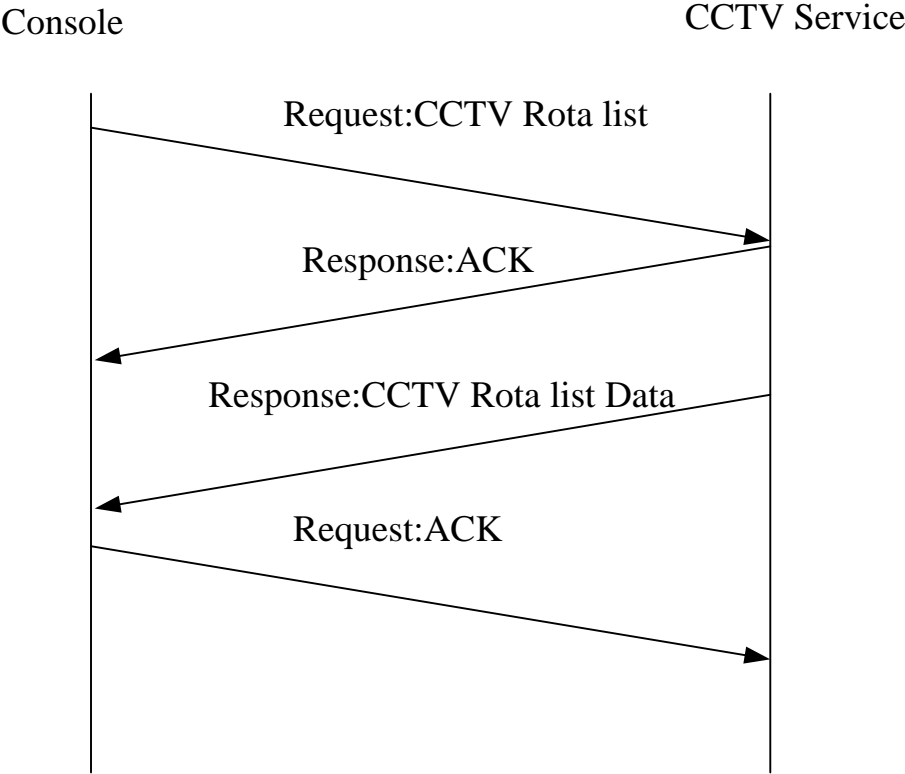 Console
CCTV Service
Request:CCTV Rota list
Response:ACK
Response:CCTV Rota list Data
Request:ACK